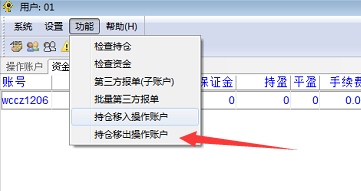 用户: 01
系统 设置 功能 帮助(H)
检查持仓
检查资金
第三方报单(子账户)
批量第三方报单
持仓移入操作账户
持仓移出操作账户
操作账户 资金
账号 保证金 持盈 平盈 手续费
wccz1206 0 0 0 0.0